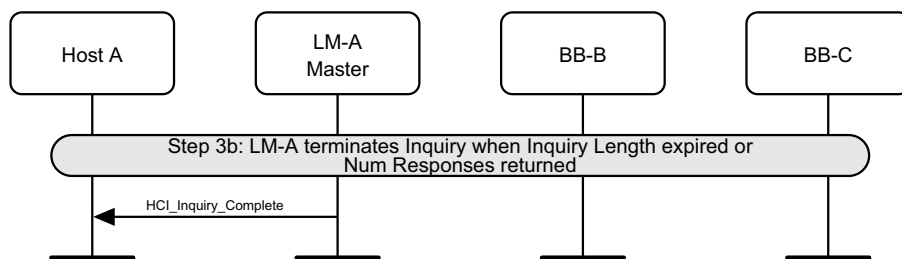 Host A
LM-A
Master
BB-B
BB-C
Step 3b: LM-A terminates Inquiry when Inquiry Length expired or
Num Responses returned
HCI_Inquiry_Complete